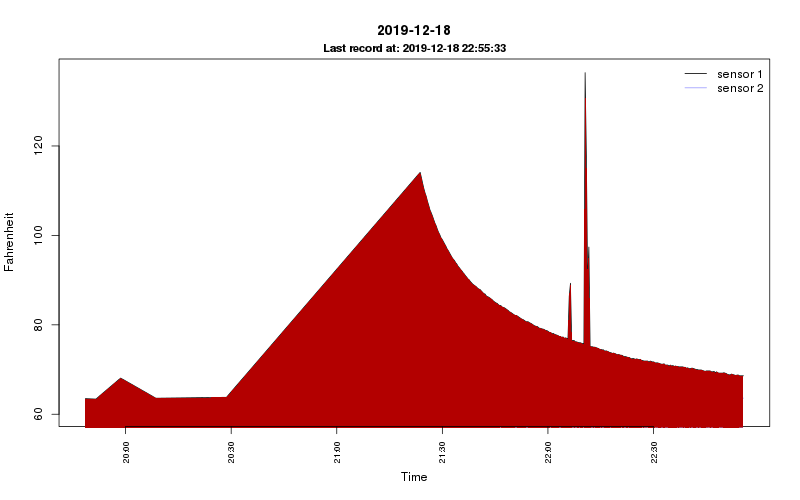 2019-12-18
Last record at: 2019-12-18 22:55:33
sensor 1
sensor 2
120
100
80
60
Fahrenheit
20:00
20:30
21:00
21:30
22:00
22:30
Time